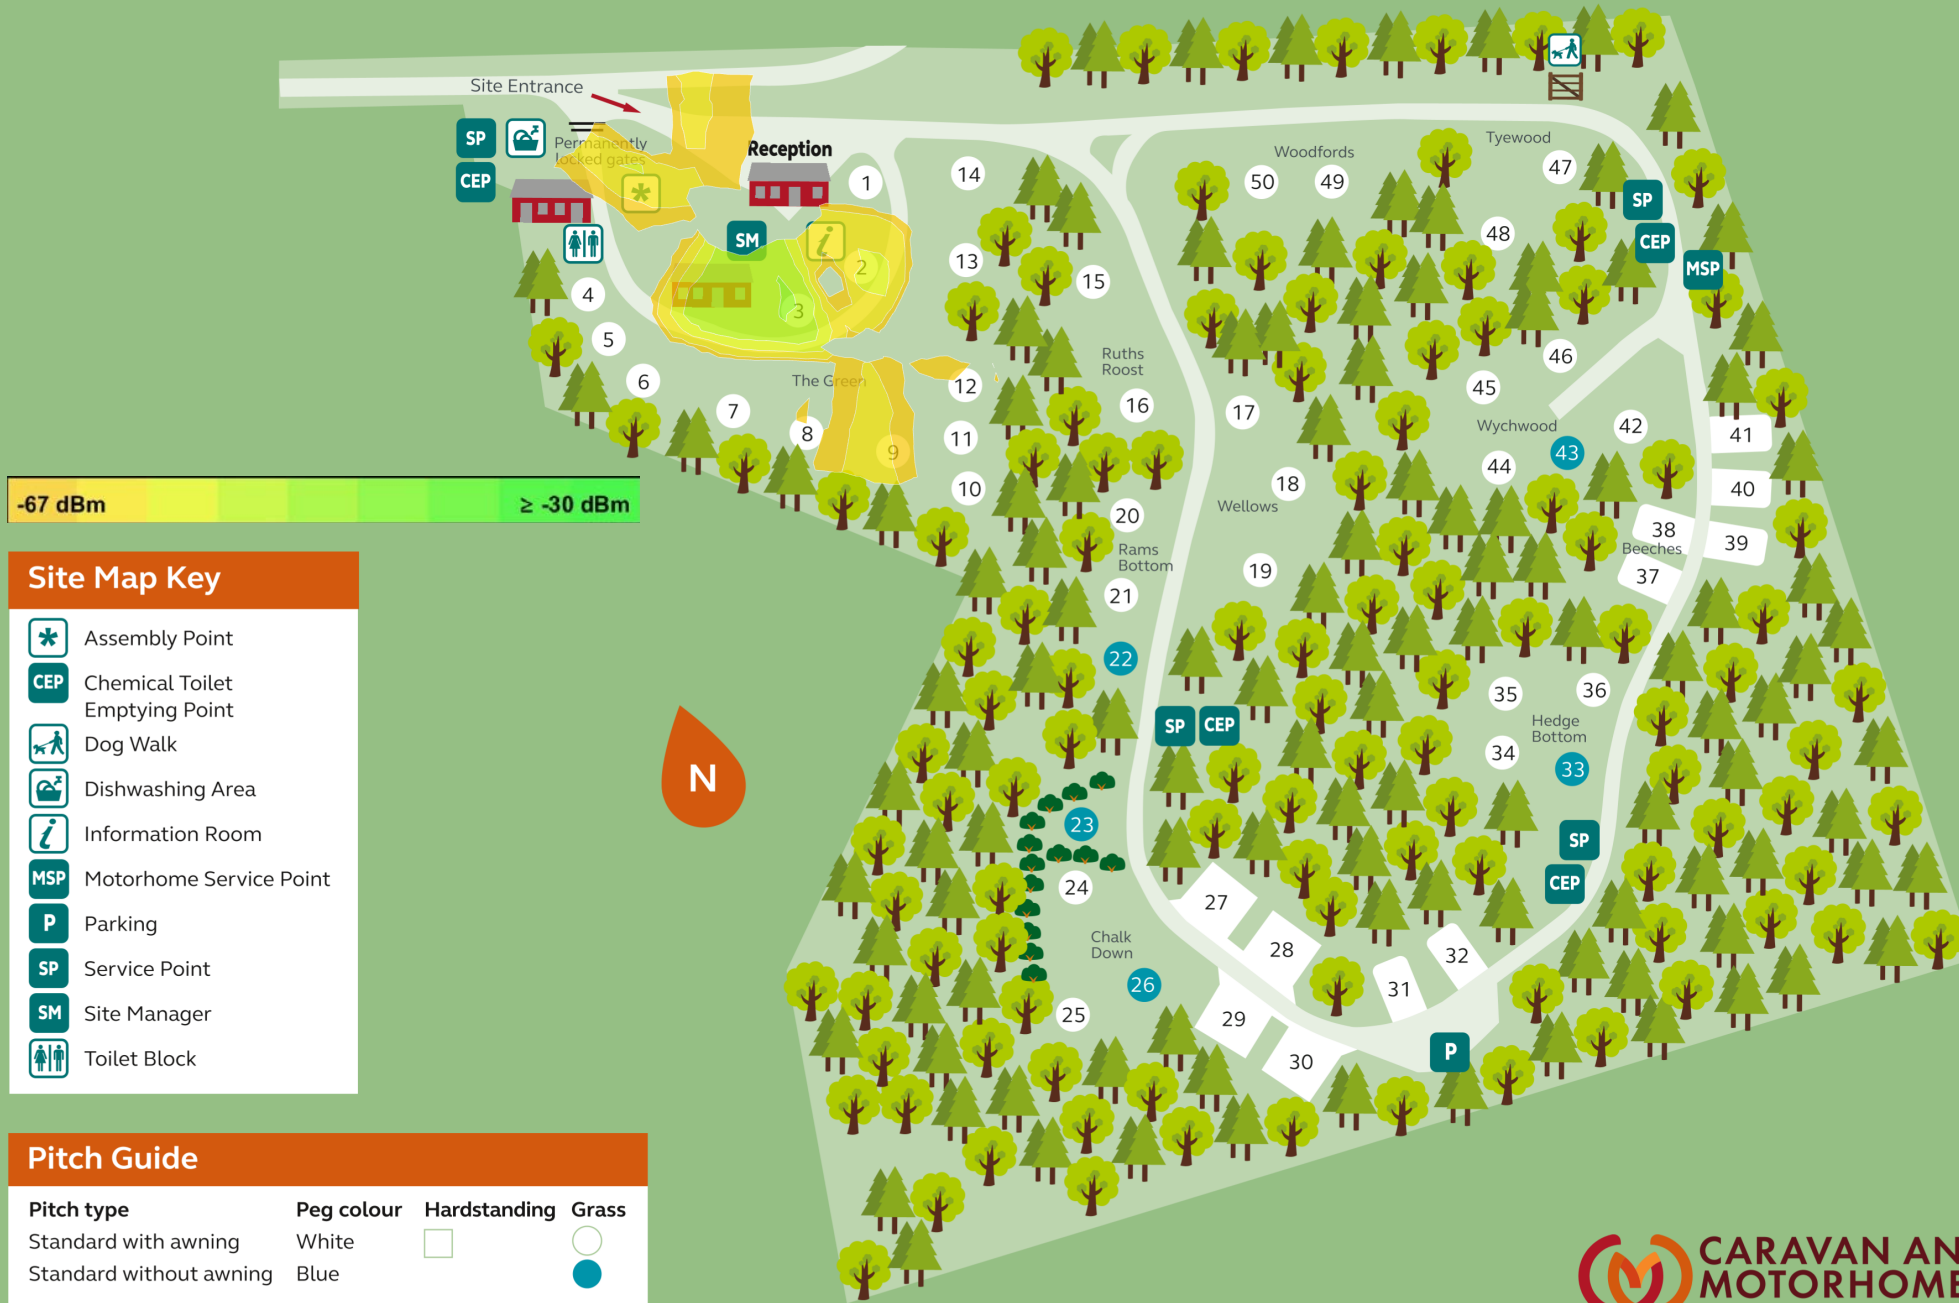 Site Entrance
SP
Permanently
locked gates
CEP
Reception
SM
1
2
3
4
5
6
7
8
9
10
11
12
13
14
15
The Green
Ruths
Roost
16
17
18
Wellows
19
20
Rams
Bottom
21
22
SP CEP
23
24
Chalk
Down
25
26
27
28
29
30
31
32
P
SP
CEP
33
34
Hedge
Bottom
35
36
37
Beeches
38
39
40
41
42
43
Wychwood
44
45
46
47
Tyewood
48
Woodfords
50 49
SP
CEP
MSP
N
-67 dBm ≥ -30 dBm
Site Map Key
Assembly Point
CEP Chemical Toilet
Emptying Point
Dog Walk
Dishwashing Area
i Information Room
MSP Motorhome Service Point
P Parking
SP Service Point
SM Site Manager
Toilet Block
Pitch Guide
Pitch type Peg colour Hardstanding Grass
Standard with awning White
Standard without awning Blue
CARAVAN AN
MOTORHOME